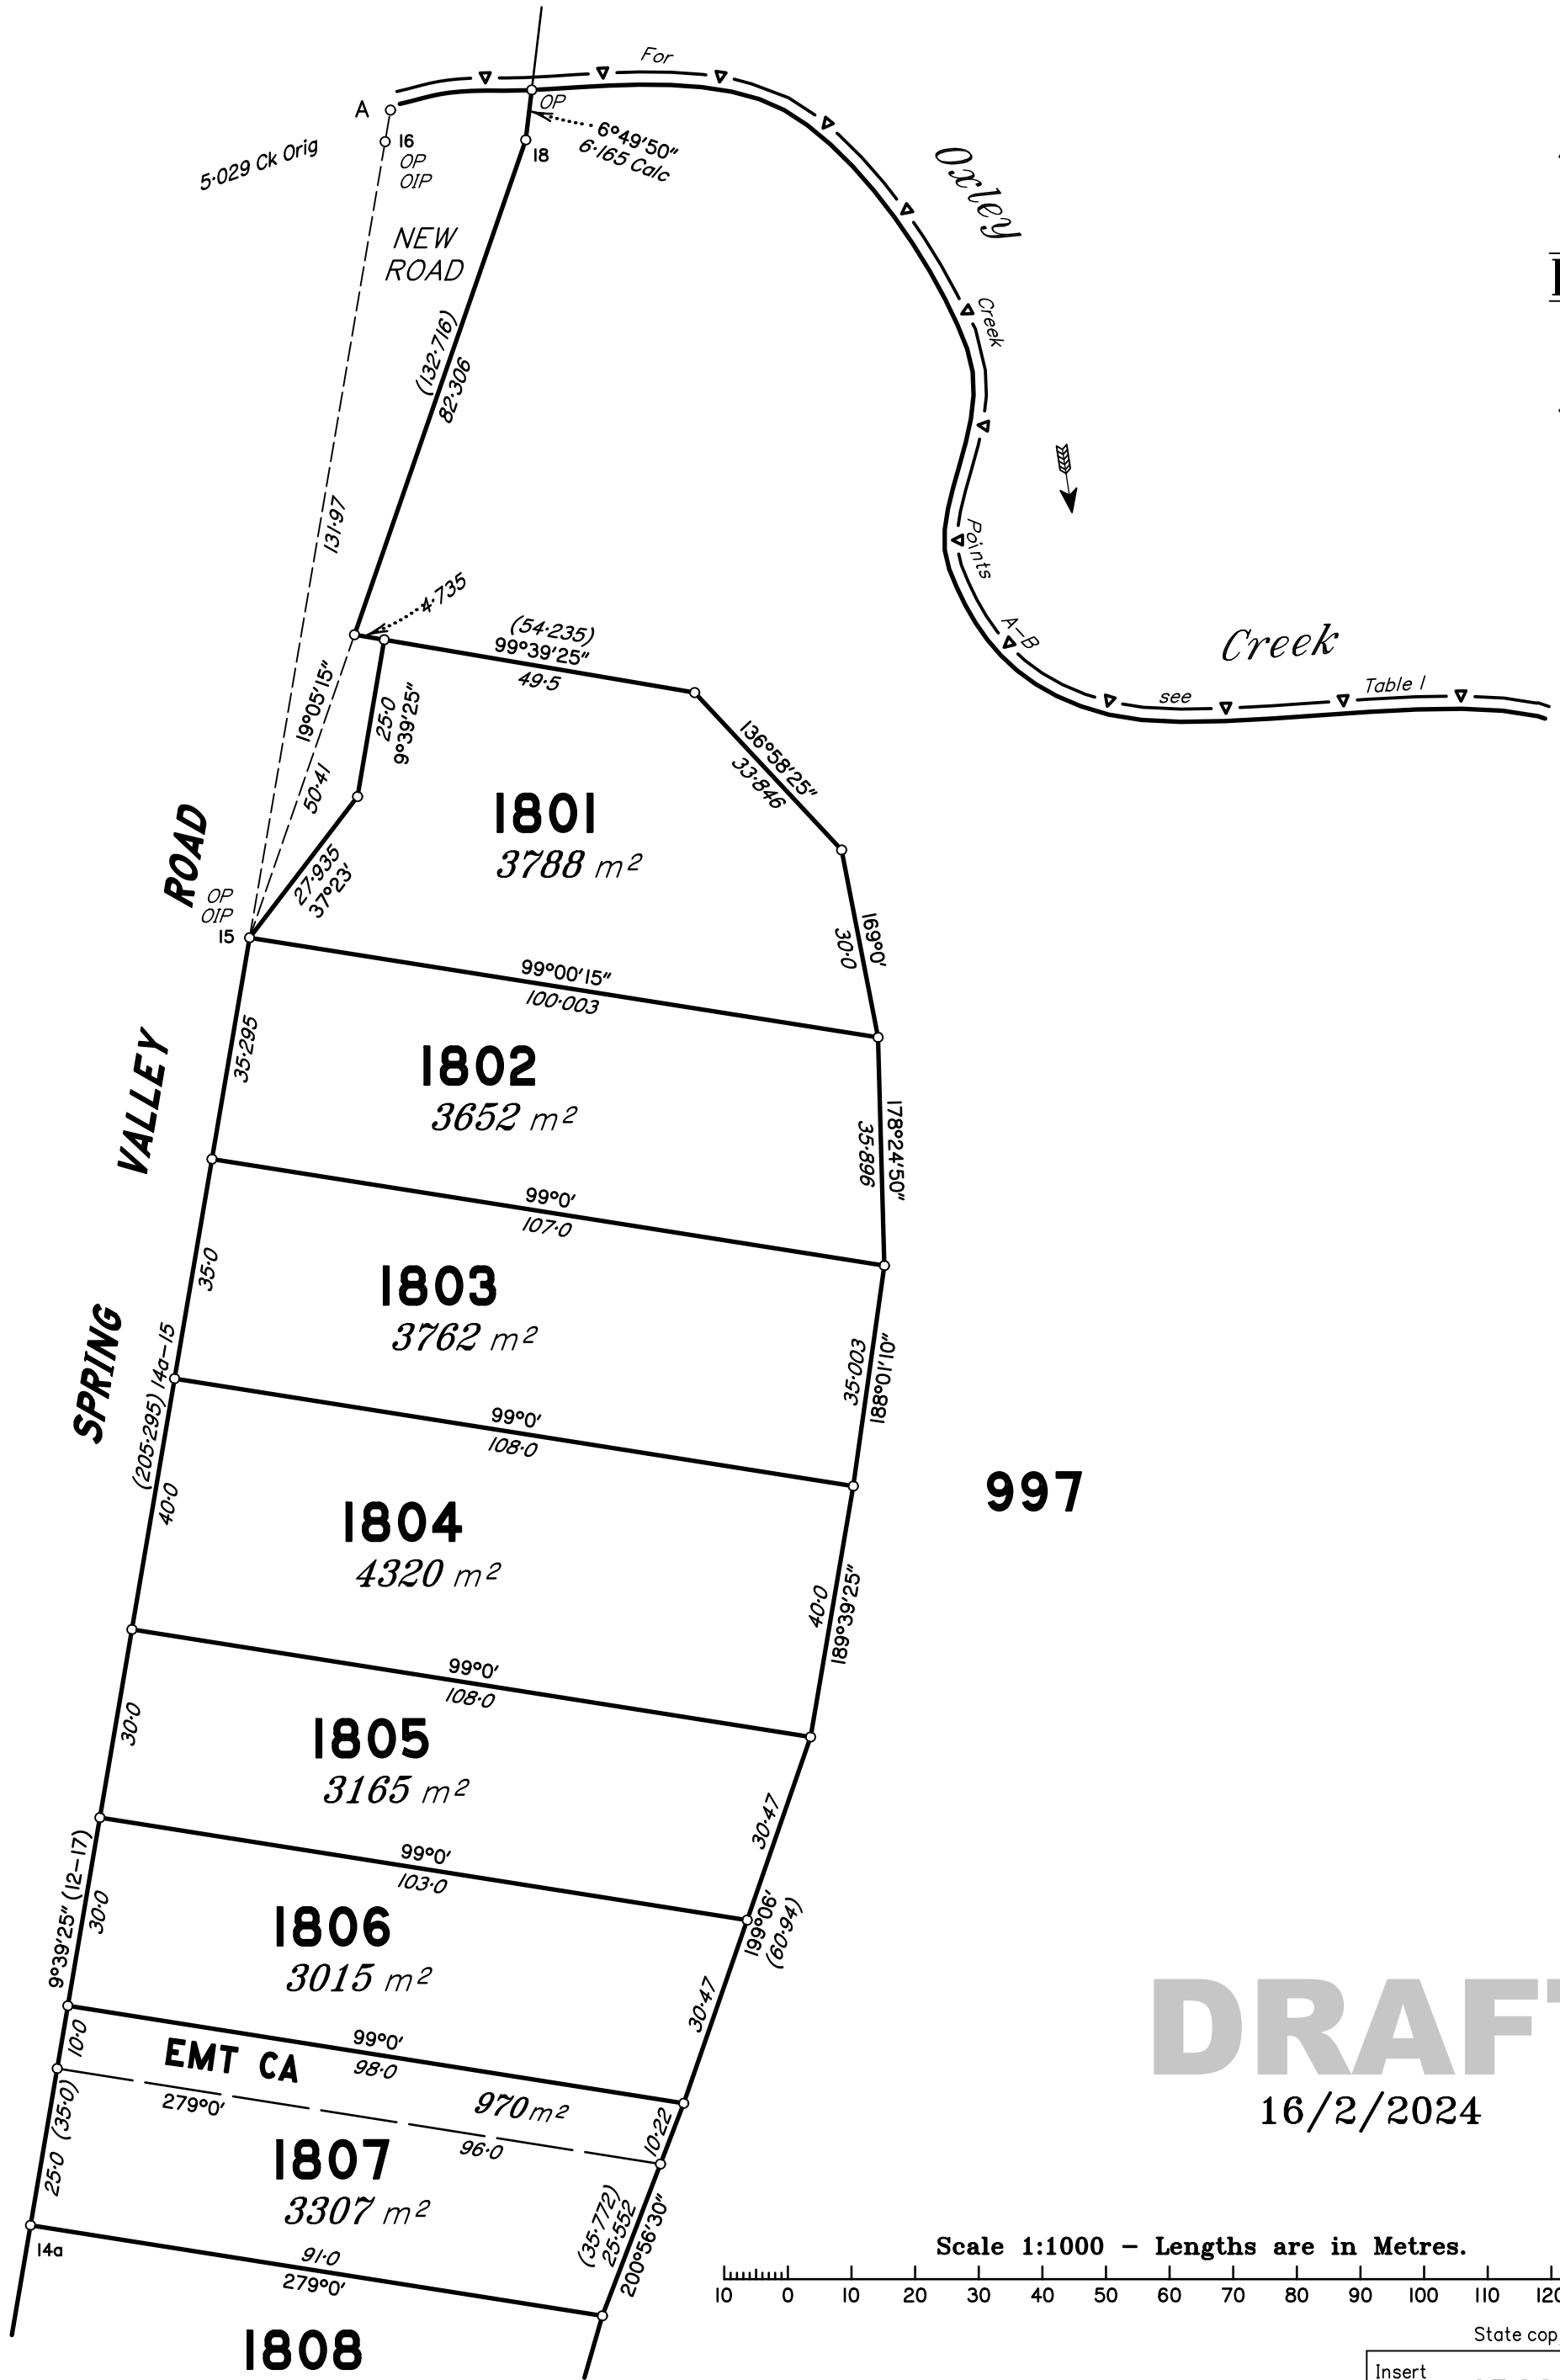 For
A
OP
16
OP
OIP
18
6°49'50"
6·165 Calc
5·029 Ck Orig
NEW
ROAD
Oxley
Creek
(132·716)
82·306
131·97
Points
A–B
Creek
see
Table 1
4·735
(54·235)
99°39'25"
49·5
19°05'15"
50·41
25·0
9°39'25"
136°58'25"
33·846
1801
3788 m²
27·935
37°23'
169°0'
30·0
ROAD
OP
OIP
15
99°00'15"
100·003
35·295
1802
3652 m²
178°24'50"
35·896
VALLEY
99°0'
107·0
35·0
1803
3762 m²
35·003
188°01'10"
SPRING
(205·295) 14a–15
99°0'
108·0
40·0
997
1804
4320 m²
40·0
189°39'25"
99°0'
108·0
30·0
1805
3165 m²
30·47
9°39'25" (12–17)
99°0'
103·0
30·0
199°06'
(60·94)
1806
3015 m²
30·47
99°0'
98·0
10·0
EMT CA
970 m²
279°0'
96·0
10·22
(35·0)
25·0
1807
3307 m²
(35·772)
25·552
200°56'30"
14a
91·0
279°0'
1808
DRAFT
16/2/2024
Scale 1:1000 – Lengths are in Metres.
10 0 10 20 30 40 50 60 70 80 90 100 110 120
State cop
Insert